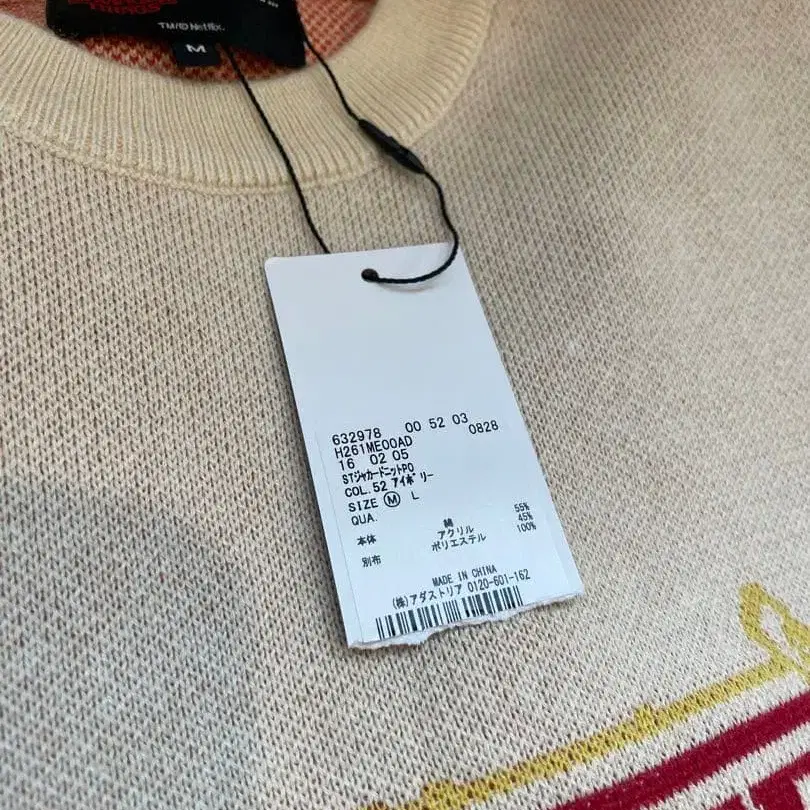 TM/© Netflix.
M
632978 00 52 03
H261ME00AD 0828
16 02 05
STジャカードニットPO
COL.52 アイボリー
SIZE Ⓜ L
QUA.
本体 綿 55%
アクリル 45%
別布 ポリエステル 100%
MADE IN CHINA
(株)アダストリア 0120-601-162